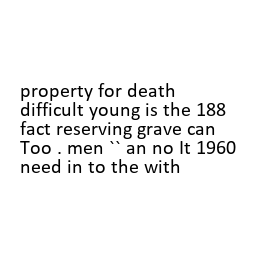 property for death
difficult young is the 188
fact reserving grave can
Too . men `` an no It 1960
need in to the with